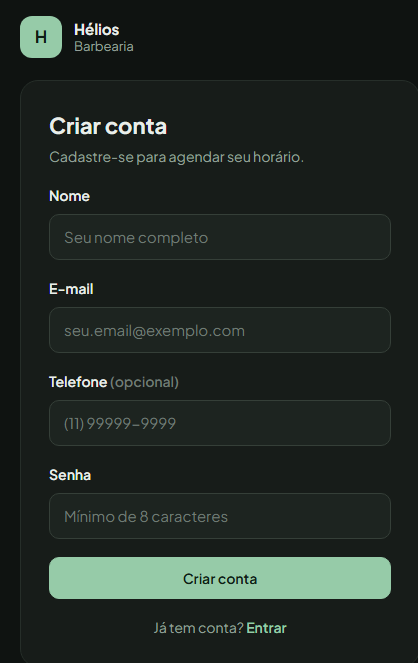 H
Hélios
Barbearia
Criar conta
Cadastre-se para agendar seu horário.
Nome
Seu nome completo
E-mail
seu.email@exemplo.com
Telefone (opcional)
(11) 99999-9999
Senha
Mínimo de 8 caracteres
Criar conta
Já tem conta? Entrar